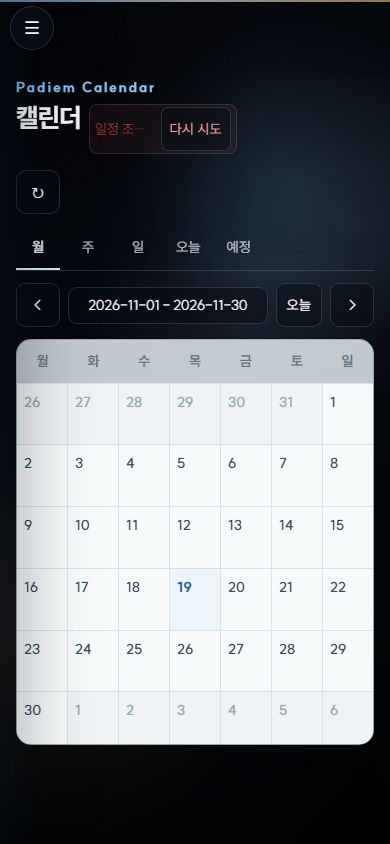 ☰
Padiem Calendar
캘린더 일정 조… 다시 시도
↻
월 주 일 오늘 예정
2026-11-01 - 2026-11-30 오늘
월 화 수 목 금 토 일
26 27 28 29 30 31 1
2 3 4 5 6 7 8
9 10 11 12 13 14 15
16 17 18 19 20 21 22
23 24 25 26 27 28 29
30 1 2 3 4 5 6